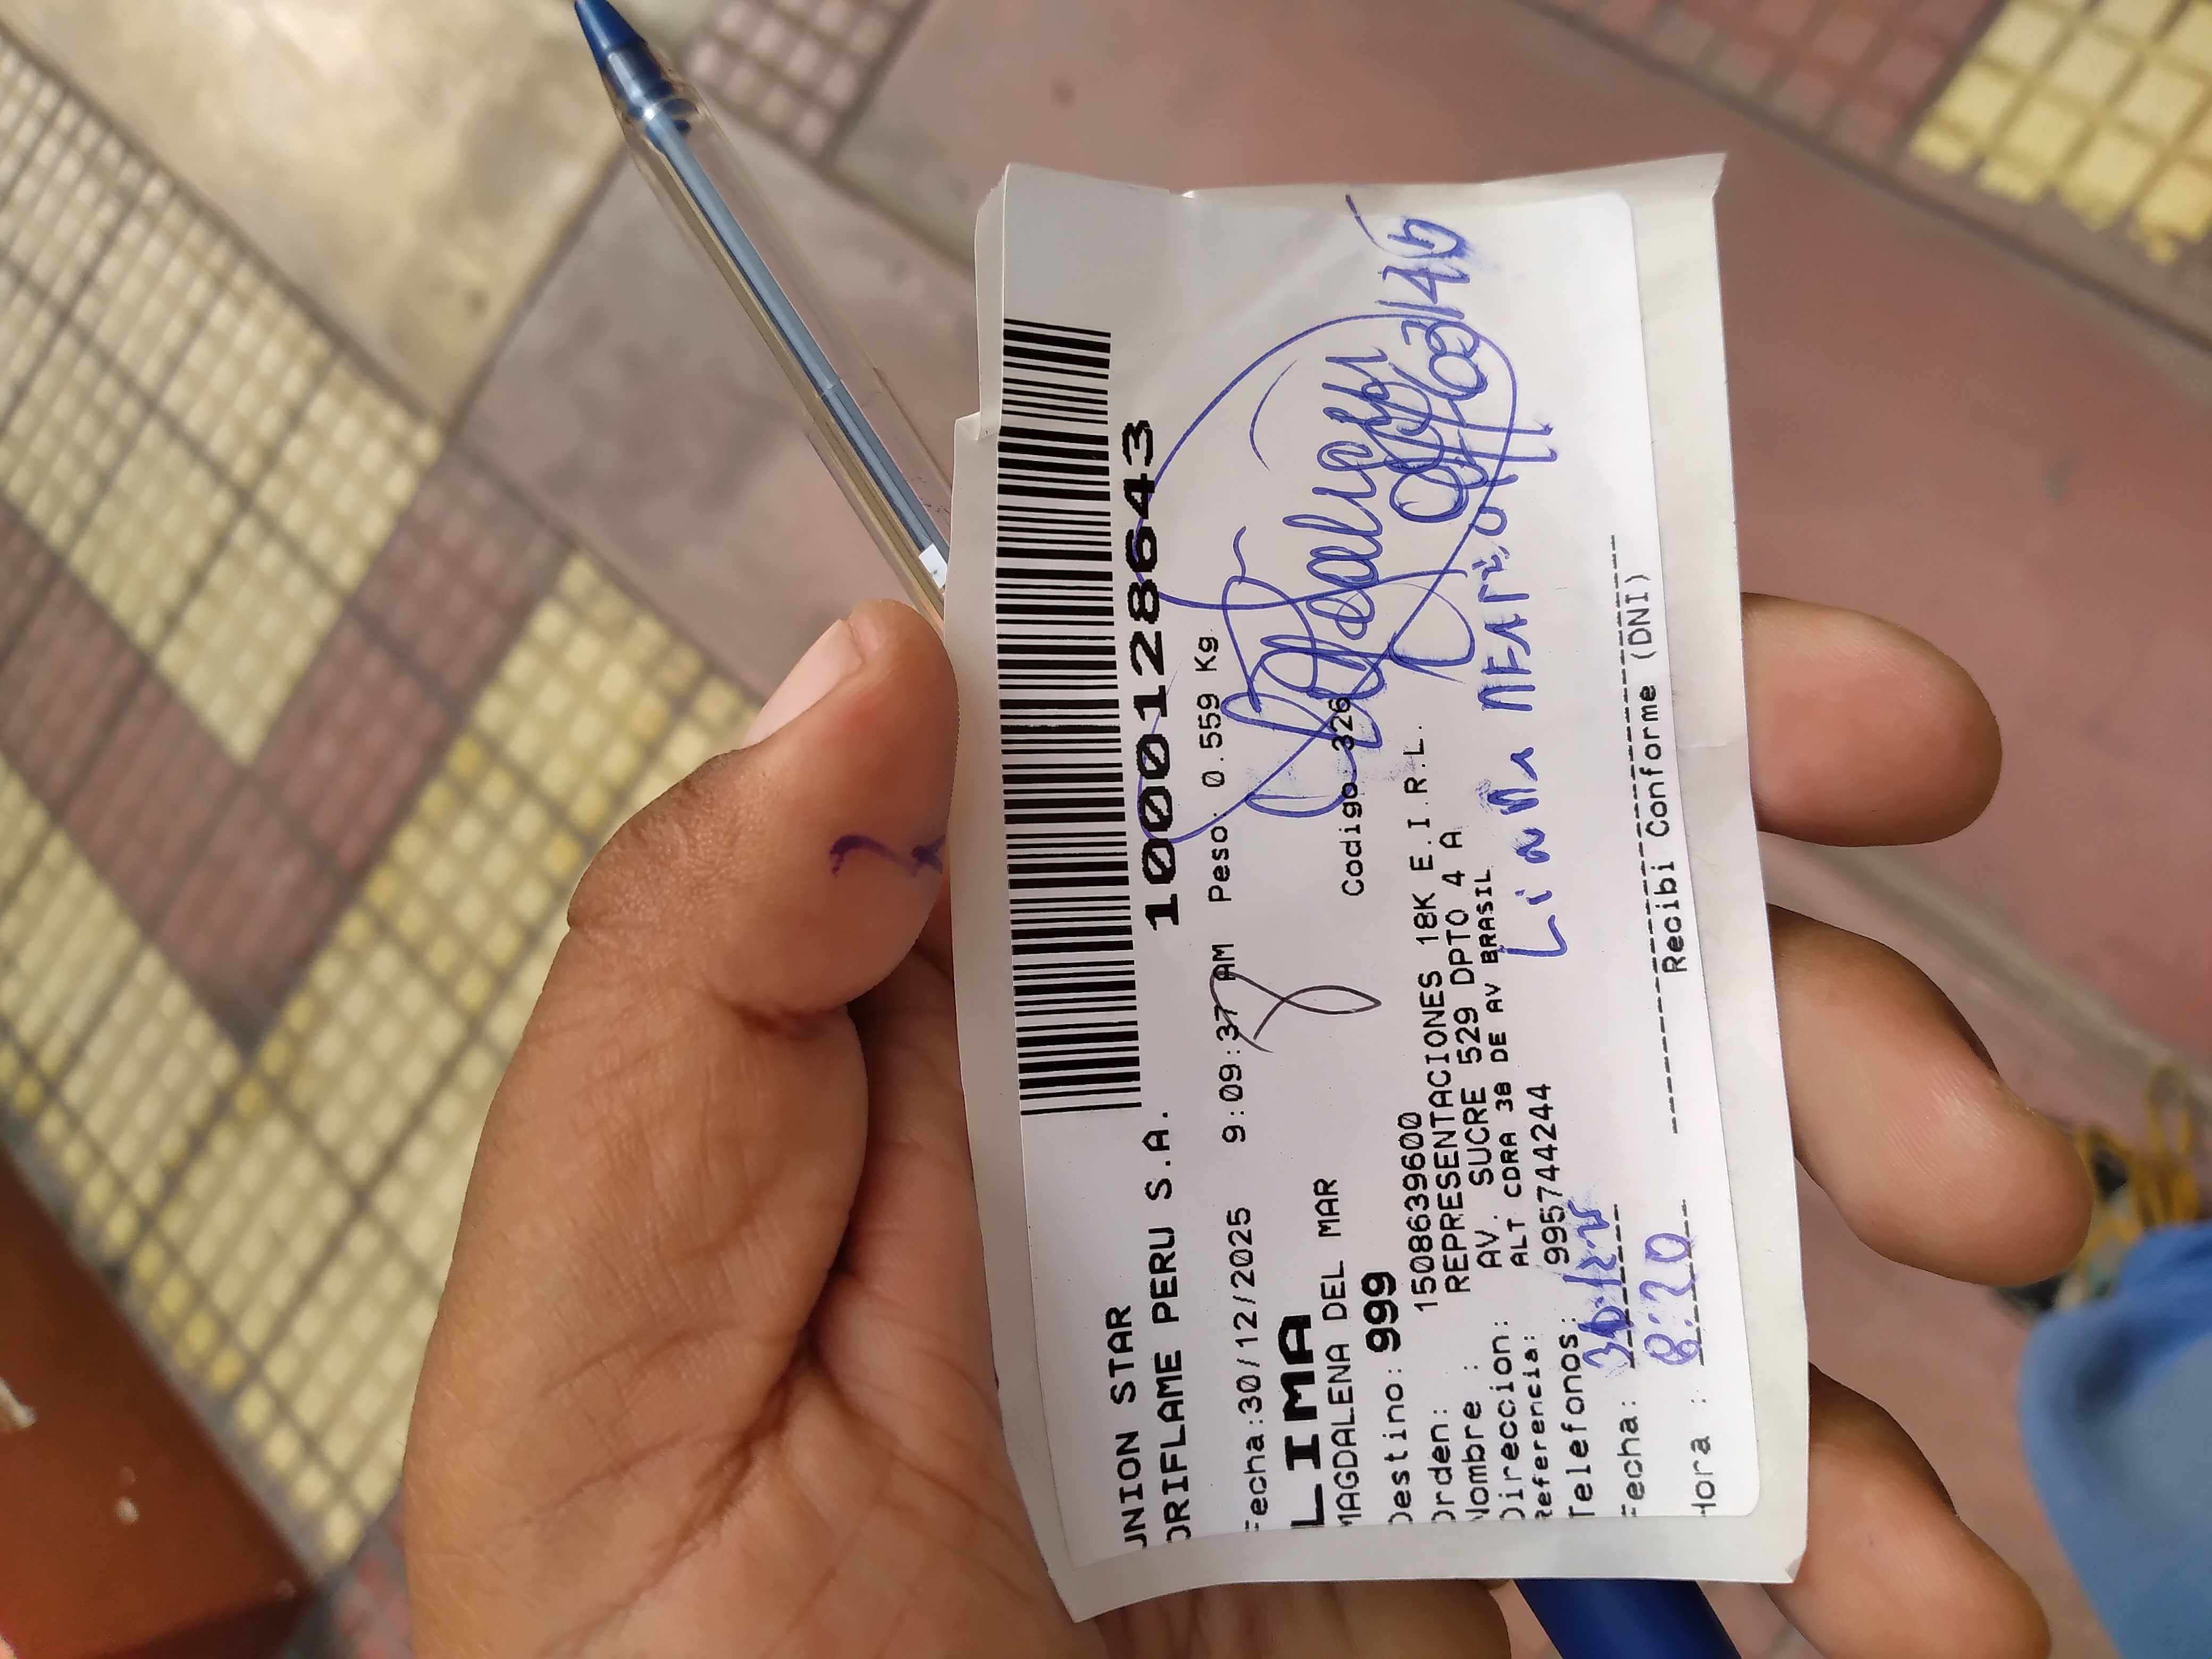 UNION STAR
ORIFLAME PERU S.A.
10001128643
Fecha:30/12/2025 9:09:37 AM Peso: 0.559 Kg
LIMA
MAGDALENA DEL MAR
Destino: 999 Codigo 326
Orden: 15086339600
Nombre : REPRESENTACIONES 18K E.I.R.L.
Direccion: AV. SUCRE 529 DPTO 4 A
Referencia: ALT CDRA 38 DE AV BRASIL
Telefonos: 995744244
Fecha: 30/12/25
Hora : 8:20
Recibi Conforme (DNI)